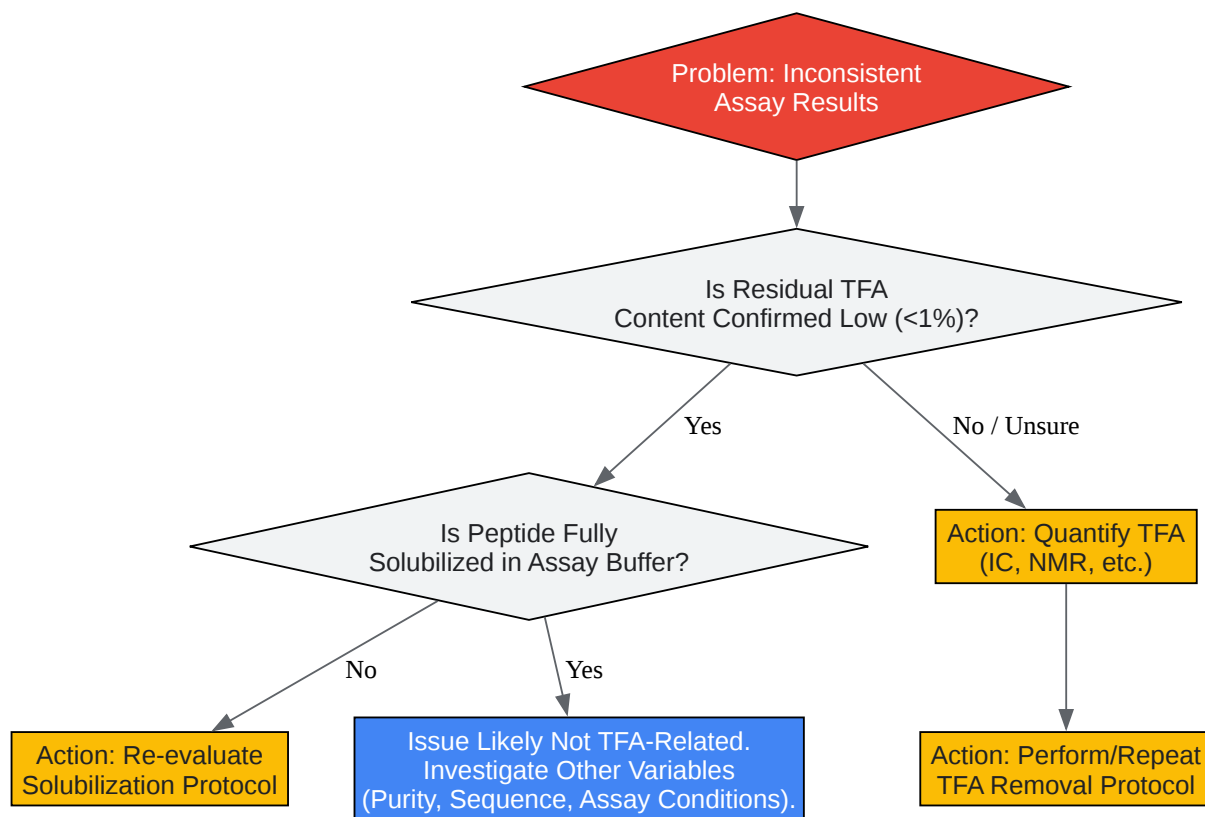 Problem: Inconsistent
Assay Results
Is Residual TFA
Content Confirmed Low (<1%)?
Yes
No / Unsure
Is Peptide Fully
Solubilized in Assay Buffer?
Action: Quantify TFA
(IC, NMR, etc.)
No
Yes
Action: Re-evaluate
Solubilization Protocol
Issue Likely Not TFA-Related.
Investigate Other Variables
(Purity, Sequence, Assay Conditions).
Action: Perform/Repeat
TFA Removal Protocol